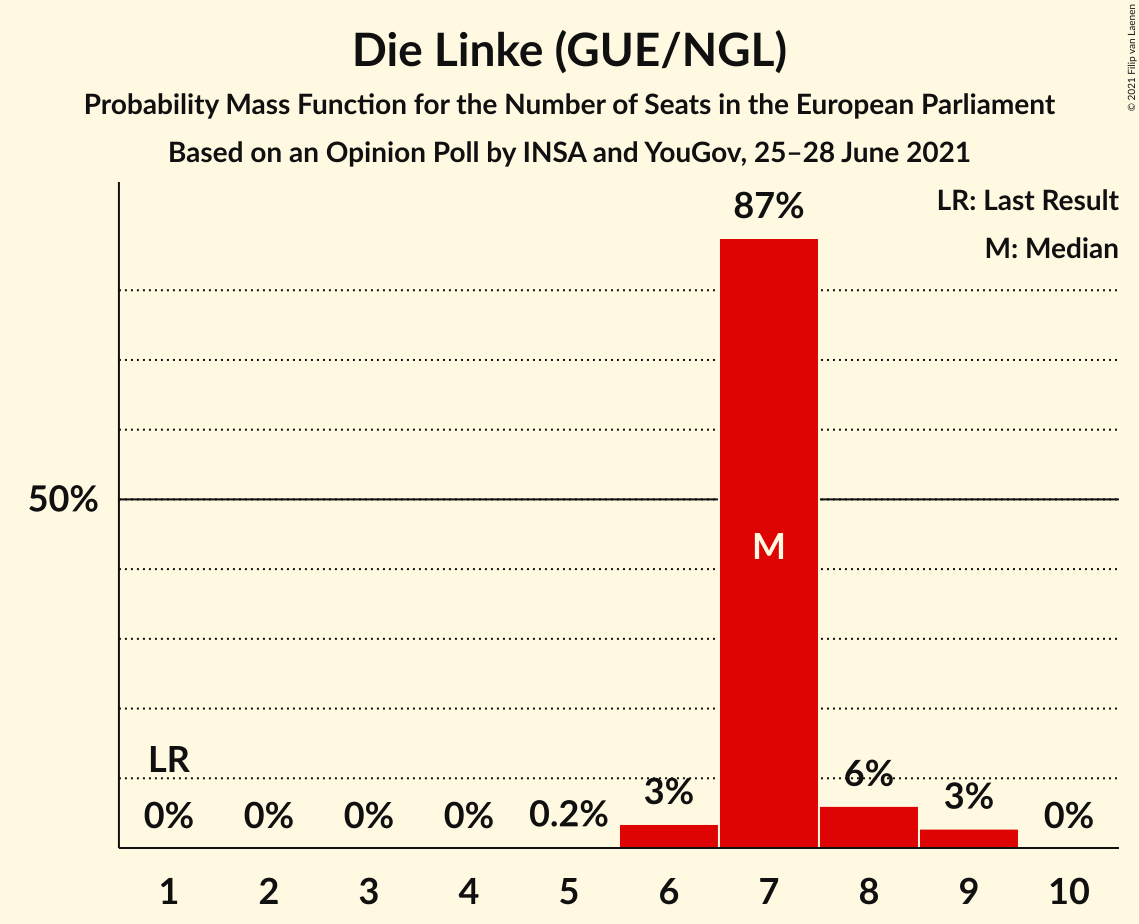 Die Linke (GUE/NGL)
Probability Mass Function for the Number of Seats in the European Parliament
Based on an Opinion Poll by INSA and YouGov, 25–28 June 2021
© 2021 Filip van Laenen
LR: Last Result
M: Median
87%
50%
M
LR
0%
0%
0%
0%
0.2%
3%
6%
3%
0%
1 2 3 4 5 6 7 8 9 10